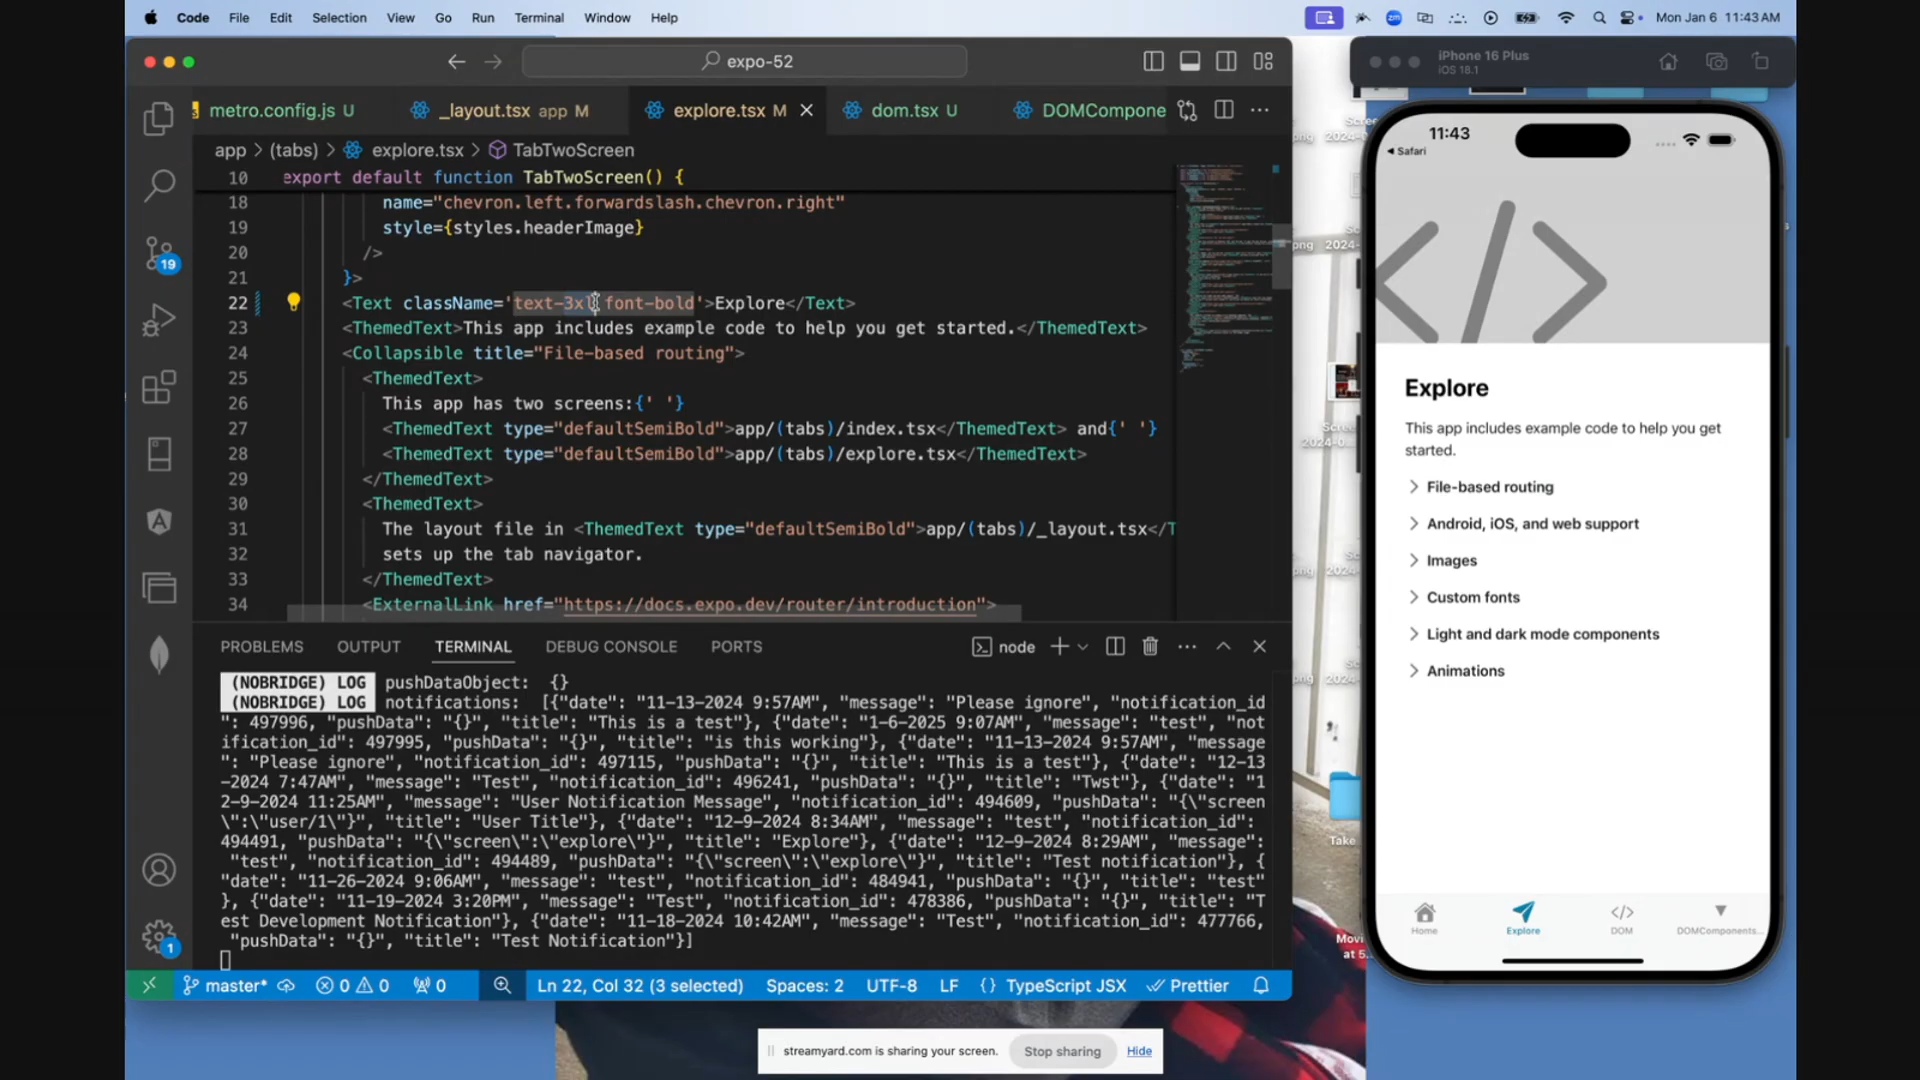 Code File Edit Selection View Go Run Terminal Window Help
zm
Mon Jan 6 11:43 AM
expo-52
metro.config.js U
_layout.tsx app M
explore.tsx M
dom.tsx U
DOMCompone
app > (tabs) > explore.tsx > TabTwoScreen
10 export default function TabTwoScreen() {
18 name="chevron.left.forwardslash.chevron.right"
19 style={styles.headerImage}
20 />
21 }>
22 <Text className='text-3xl font-bold'>Explore</Text>
23 <ThemedText>This app includes example code to help you get started.</ThemedText>
24 <Collapsible title="File-based routing">
25 <ThemedText>
26 This app has two screens:{' '}
27 <ThemedText type="defaultSemiBold">app/(tabs)/index.tsx</ThemedText> and{' '}
28 <ThemedText type="defaultSemiBold">app/(tabs)/explore.tsx</ThemedText>
29 </ThemedText>
30 <ThemedText>
31 The layout file in <ThemedText type="defaultSemiBold">app/(tabs)/_layout.tsx</T
32 sets up the tab navigator.
33 </ThemedText>
34 <ExternalLink href="https://docs.expo.dev/router/introduction">
19
1
PROBLEMS OUTPUT TERMINAL DEBUG CONSOLE PORTS
node
(NOBRIDGE) LOG pushDataObject: {}
(NOBRIDGE) LOG notifications: [{"date": "11-13-2024 9:57AM", "message": "Please ignore", "notification_id
": 497996, "pushData": "{}", "title": "This is a test"}, {"date": "1-6-2025 9:07AM", "message": "test", "not
ification_id": 497995, "pushData": "{}", "title": "is this working"}, {"date": "11-13-2024 9:57AM", "message
": "Please ignore", "notification_id": 497115, "pushData": "{}", "title": "This is a test"}, {"date": "12-13
-2024 7:47AM", "message": "Test", "notification_id": 496241, "pushData": "{}", "title": "Twst"}, {"date": "1
2-9-2024 11:25AM", "message": "User Notification Message", "notification_id": 494609, "pushData": "{\"screen
\":\"user/1\"}", "title": "User Title"}, {"date": "12-9-2024 8:34AM", "message": "test", "notification_id":
494491, "pushData": "{\"screen\":\"explore\"}", "title": "Explore"}, {"date": "12-9-2024 8:29AM", "message":
"test", "notification_id": 494489, "pushData": "{\"screen\":\"explore\"}", "title": "Test notification"}, {
"date": "11-26-2024 9:06AM", "message": "test", "notification_id": 484941, "pushData": "{}", "title": "test"
}, {"date": "11-19-2024 3:20PM", "message": "Test", "notification_id": 478386, "pushData": "{}", "title": "T
est Development Notification"}, {"date": "11-18-2024 10:42AM", "message": "Test", "notification_id": 477766,
"pushData": "{}", "title": "Test Notification"}]
master* 0 0 0 Ln 22, Col 32 (3 selected) Spaces: 2 UTF-8 LF {} TypeScript JSX Prettier
streamyard.com is sharing your screen. Stop sharing Hide
iPhone 16 Plus
iOS 18.1
11:43
Safari
Explore
This app includes example code to help you get
started.
File-based routing
Android, iOS, and web support
Images
Custom fonts
Light and dark mode components
Animations
Home
Explore
DOM
DOMComponents...
Take
Movi
at 5..